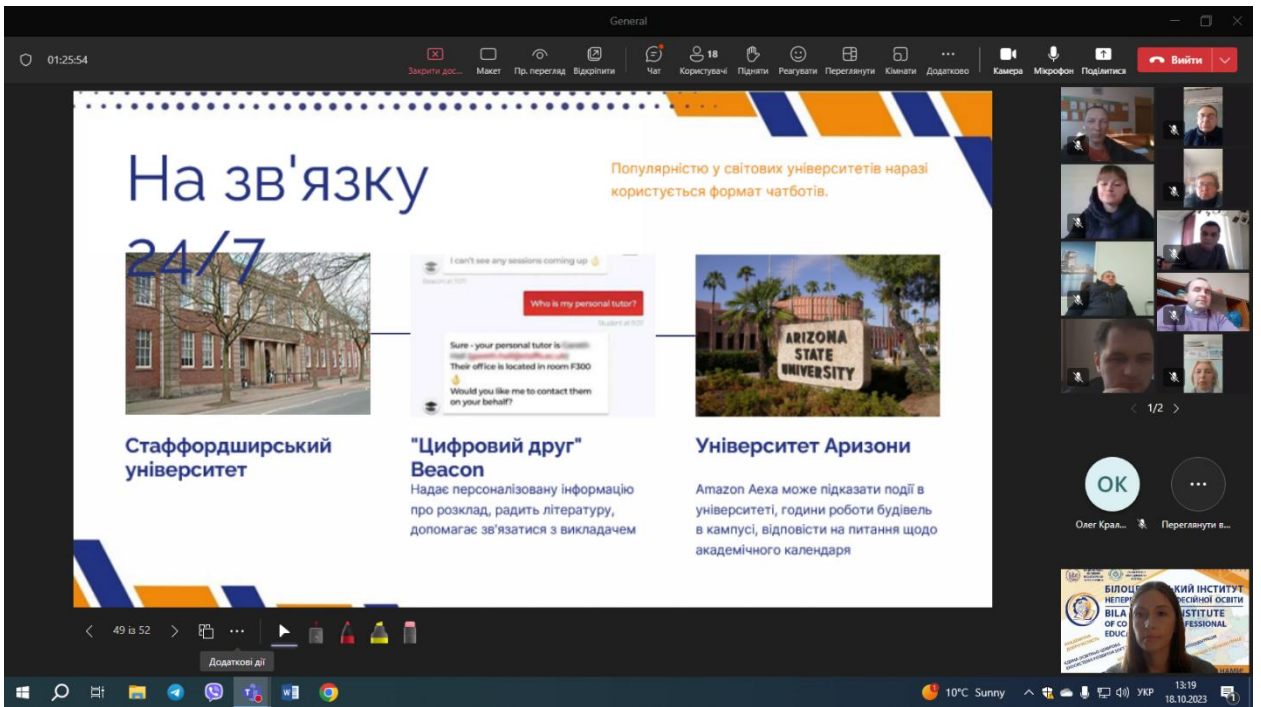 General
01:25:54
Закрити дос...
Макет
Пр. перегляд
Відкріпити
Чат
18
Користувачі
Підняти
Реагувати
Переглянути
Кімнати
Додатково
Камера
Мікрофон
Поділитися
Вийти
На зв'язку
24/7
Популярністю у світових університетів наразі
користується формат чатботів.
I can't see any sessions coming up
Who is my personal tutor?
Sure - your personal tutor is
Their office is located in room F300
Would you like me to contact them
on your behalf?
ARIZONA
STATE
UNIVERSITY
Стаффордширський
університет
"Цифровий друг"
Beacon
Надає персоналізовану інформацію
про розклад, радить літературу,
допомагає зв'язатися з викладачем
Університет Аризони
Amazon Aexa може підказати події в
університеті, години роботи будівель
в кампусі, відповісти на питання щодо
академічного календаря
1/2
ОК
Олег Крал...
Переглянути в...
49 із 52
Додаткові дії
10°C Sunny
УКР
13:19
18.10.2023